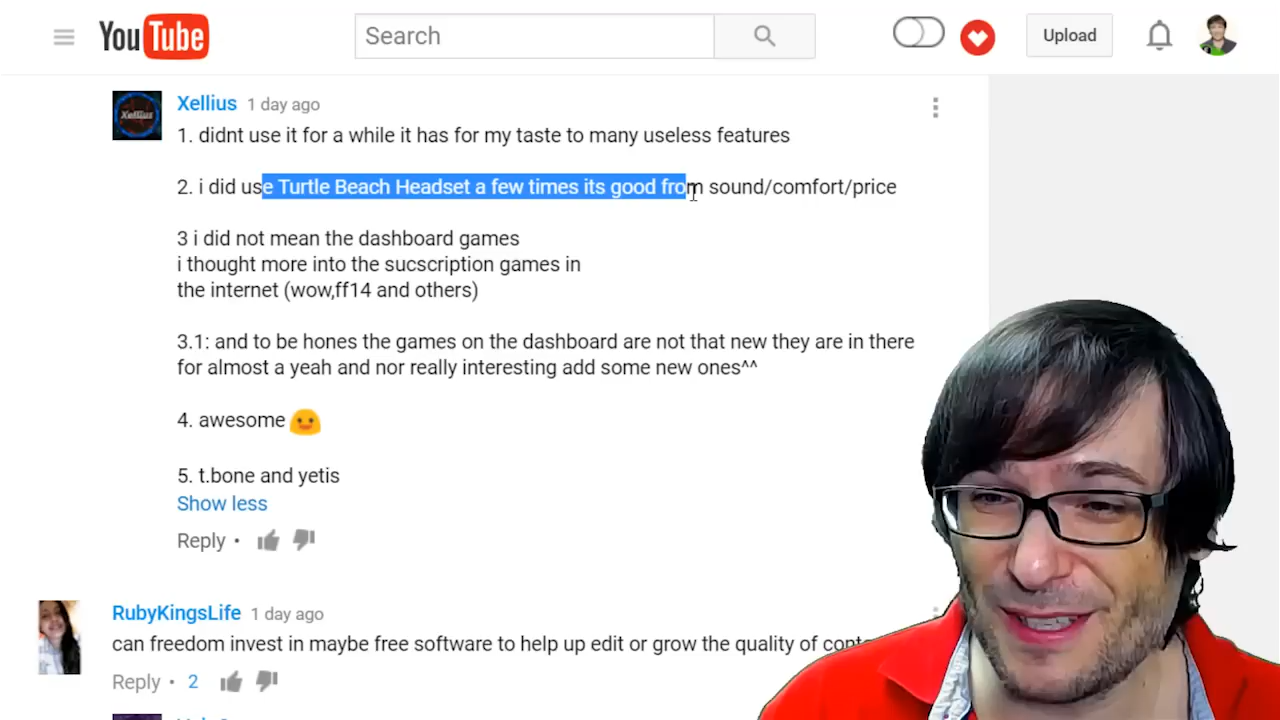 YouTube
Search
Upload
Xellius
Xellius 1 day ago
1. didnt use it for a while it has for my taste to many useless features
2. i did use Turtle Beach Headset a few times its good from sound/comfort/price
3 i did not mean the dashboard games
i thought more into the sucscription games in
the internet (wow,ff14 and others)
3.1: and to be hones the games on the dashboard are not that new they are in there
for almost a yeah and nor really interesting add some new ones^^
4. awesome
5. t.bone and yetis
Show less
Reply •
RubyKingsLife 1 day ago
can freedom invest in maybe free software to help up edit or grow the quality of
Reply • 2